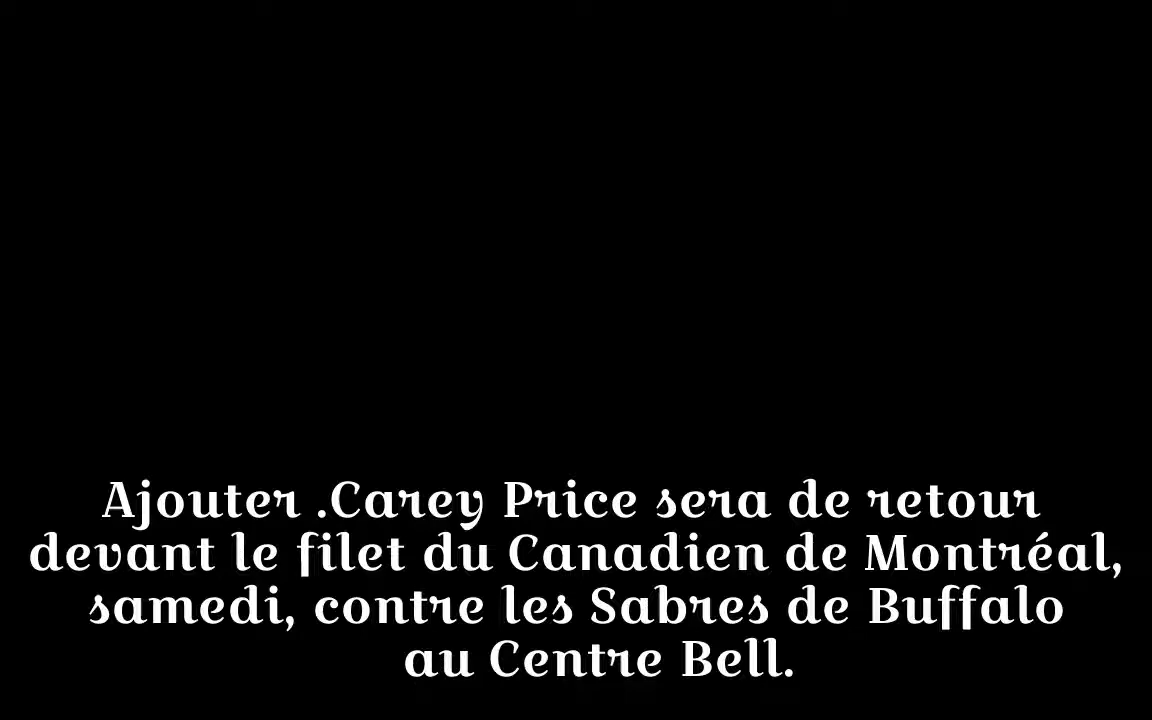 Ajouter .Carey Price sera de retour
devant le filet du Canadien de Montréal,
samedi, contre les Sabres de Buffalo
au Centre Bell.